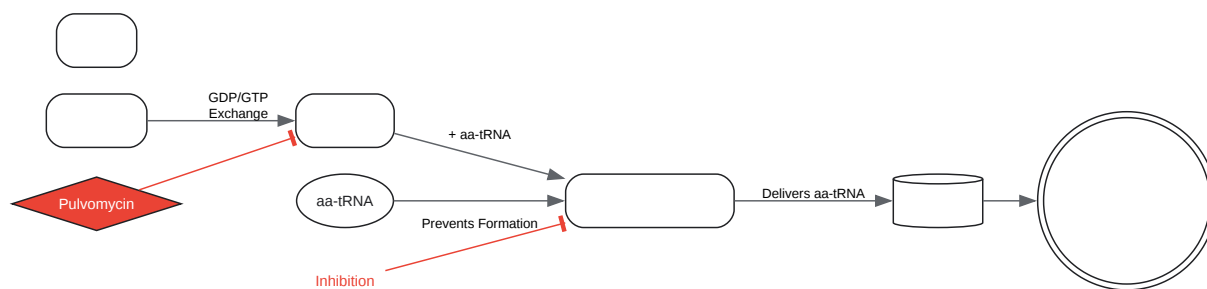 GDP/GTP
Exchange
+ aa-tRNA
Pulvomycin
aa-tRNA
Delivers aa-tRNA
Prevents Formation
Inhibition